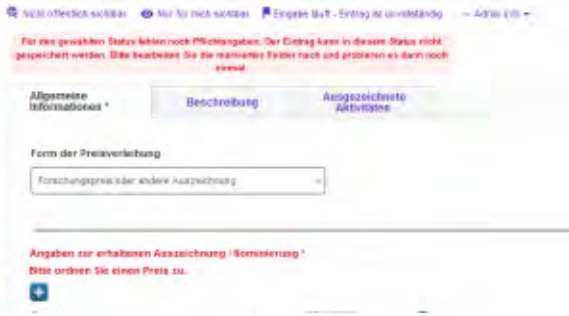 Nicht öffentlich sichtbar Nur für mich sichtbar Eingabe läuft - Eintrag ist unvollständig Admin Info
Für den gewählten Status fehlen noch Pflichtangaben. Der Eintrag kann in diesem Status nicht
gespeichert werden. Bitte bearbeiten Sie die markierten Felder nach und probieren es dann noch
einmal.
Allgemeine
Informationen *
Beschreibung
Ausgezeichnete
Aktivitäten
Form der Preisverleihung
Forschungspreis oder andere Auszeichnung
Angaben zur erhaltenen Auszeichnung / Nominierung *
Bitte ordnen Sie einen Preis zu.